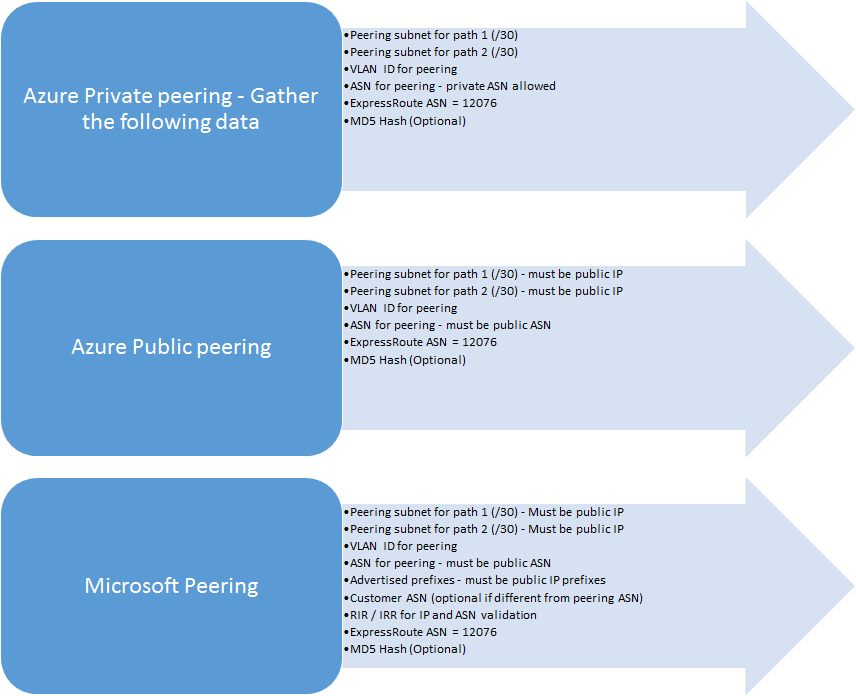 Azure Private peering - Gather
the following data
•Peering subnet for path 1 (/30)
•Peering subnet for path 2 (/30)
•VLAN ID for peering
•ASN for peering - private ASN allowed
•ExpressRoute ASN = 12076
•MD5 Hash (Optional)
Azure Public peering
•Peering subnet for path 1 (/30) - must be public IP
•Peering subnet for path 2 (/30) - must be public IP
•VLAN ID for peering
•ASN for peering - must be public ASN
•ExpressRoute ASN = 12076
•MD5 Hash (Optional)
Microsoft Peering
•Peering subnet for path 1 (/30) - Must be public IP
•Peering subnet for path 2 (/30) - Must be public IP
•VLAN ID for peering
•ASN for peering - must be public ASN
•Advertised prefixes - must be public IP prefixes
•Customer ASN (optional if different from peering ASN)
•RIR / IRR for IP and ASN validation
•ExpressRoute ASN = 12076
•MD5 Hash (Optional)